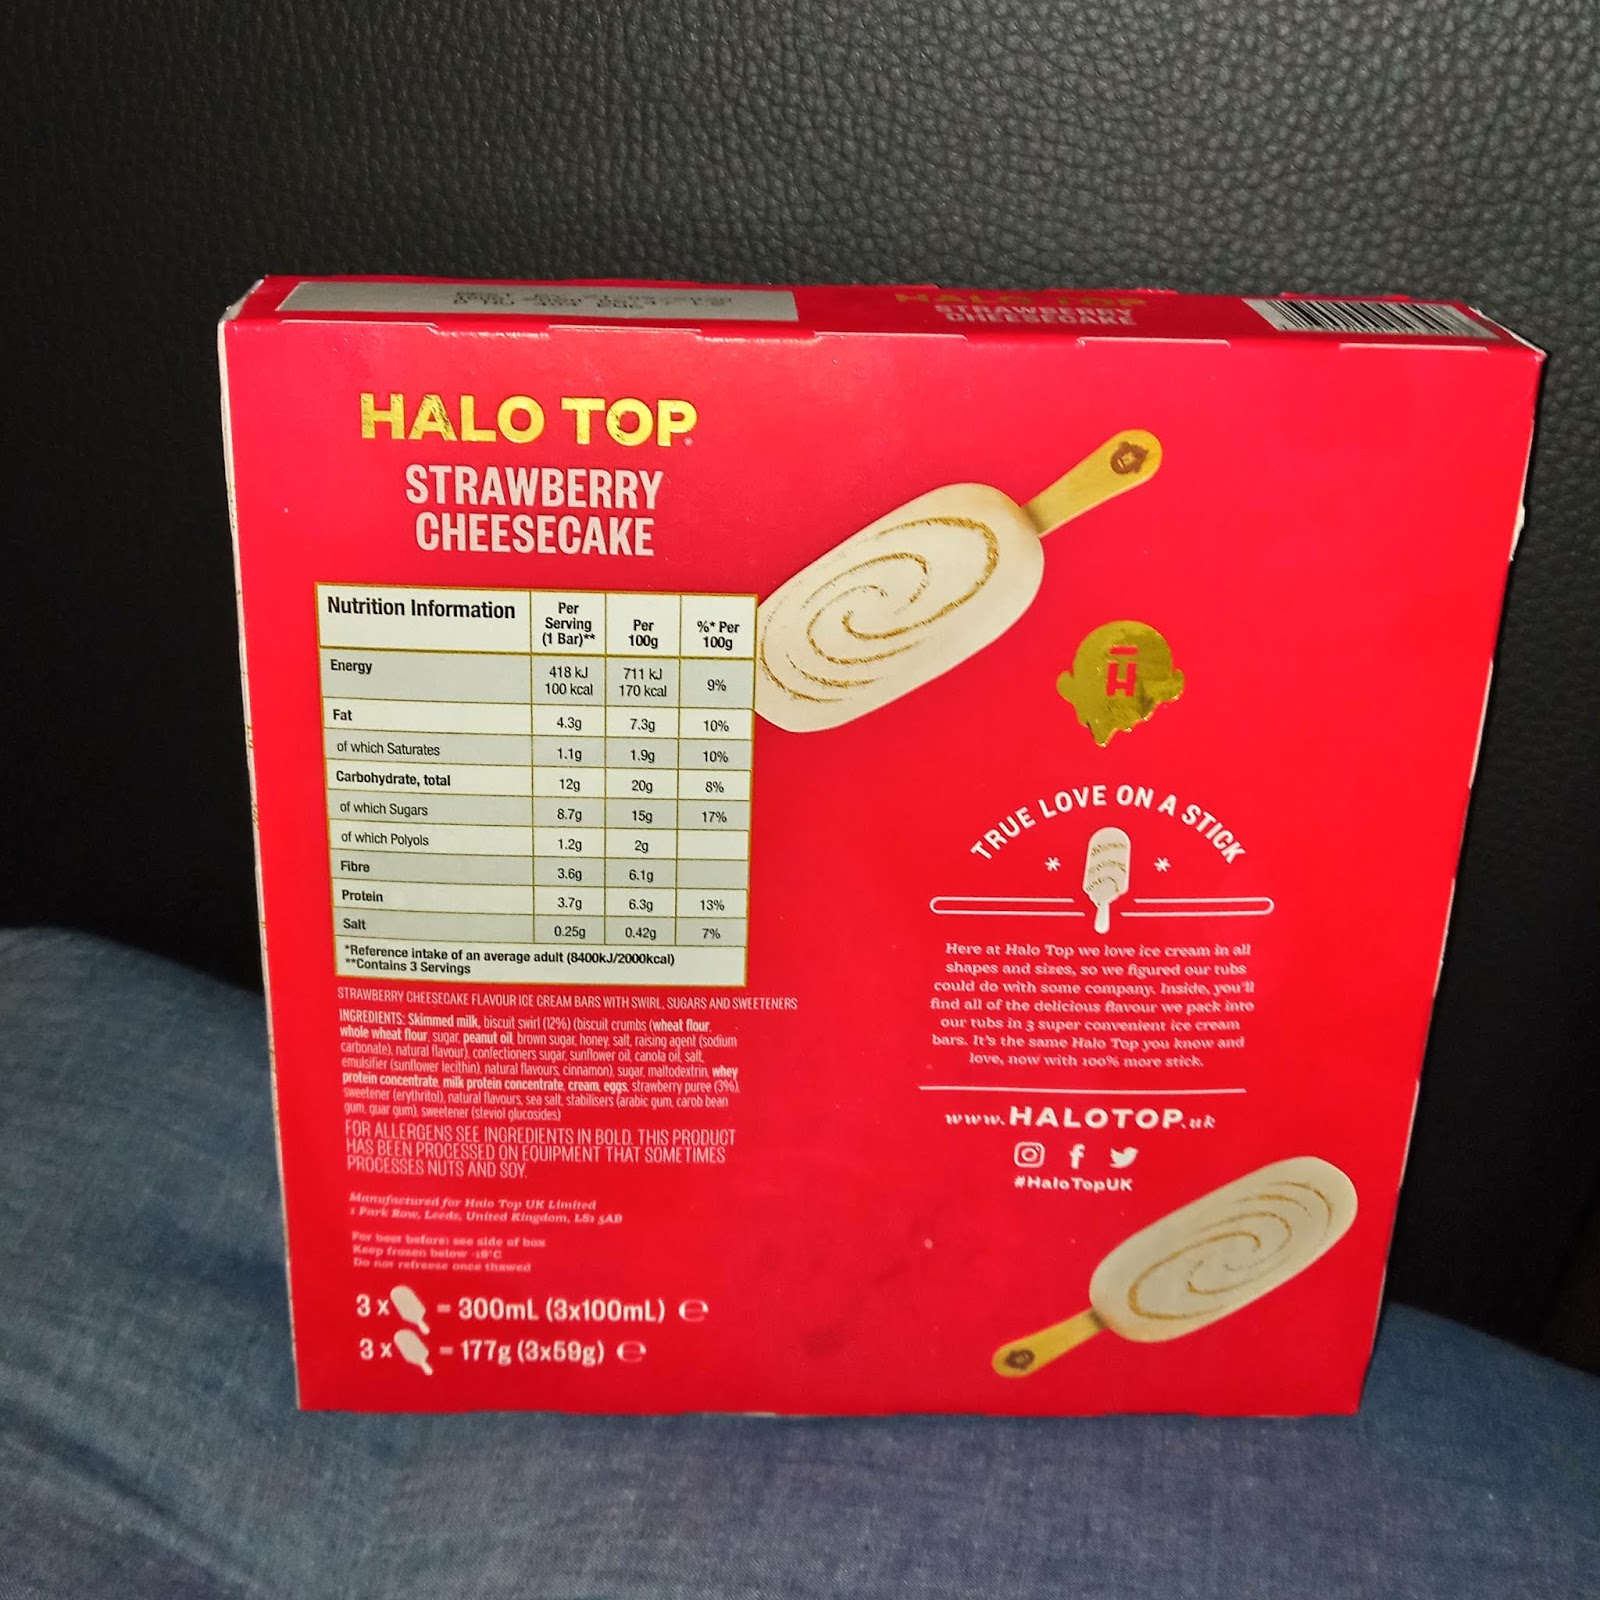 HALO TOP
STRAWBERRY
CHEESECAKE
HALO TOP
STRAWBERRY
CHEESECAKE
Nutrition Information Per Serving (1 Bar)** Per 100g %* Per 100g
Energy 418 kJ 100 kcal 711 kJ 170 kcal 9%
Fat 4.3g 7.3g 10%
of which Saturates 1.1g 1.9g 10%
Carbohydrate, total 12g 20g 8%
of which Sugars 8.7g 15g 17%
of which Polyols 1.2g 2g
Fibre 3.6g 6.1g
Protein 3.7g 6.3g 13%
Salt 0.25g 0.42g 7%
*Reference intake of an average adult (8400kJ/2000kcal)
**Contains 3 Servings
STRAWBERRY CHEESECAKE FLAVOUR ICE CREAM BARS WITH SWIRL, SUGARS AND SWEETENERS
INGREDIENTS: Skimmed milk, biscuit swirl (12%) (biscuit crumbs (wheat flour,
whole wheat flour, sugar, peanut oil, brown sugar, honey, salt, raising agent (sodium
carbonate), natural flavour), confectioners sugar, sunflower oil, canola oil, salt,
emulsifier (sunflower lecithin), natural flavours, cinnamon), sugar, maltodextrin, whey
protein concentrate, milk protein concentrate, cream, eggs, strawberry puree (3%),
sweetener (erythritol), natural flavours, sea salt, stabilisers (arabic gum, carob bean
gum, guar gum), sweetener (steviol glucosides)
FOR ALLERGENS SEE INGREDIENTS IN BOLD. THIS PRODUCT
HAS BEEN PROCESSED ON EQUIPMENT THAT SOMETIMES
PROCESSES NUTS AND SOY.
Manufactured for Halo Top UK Limited
1 Park Row, Leeds, United Kingdom, LS1 5AB
For best before: see side of box
Keep frozen below -18°C
Do not refreeze once thawed
3 x = 300mL (3x100mL) e
3 x = 177g (3x59g) e
H
TRUE LOVE ON A STICK
Here at Halo Top we love ice cream in all
shapes and sizes, so we figured our tubs
could do with some company. Inside, you'll
find all of the delicious flavour we pack into
our tubs in 3 super convenient ice cream
bars. It's the same Halo Top you know and
love, now with 100% more stick.
www.HALOTOP.uk
#HaloTopUK